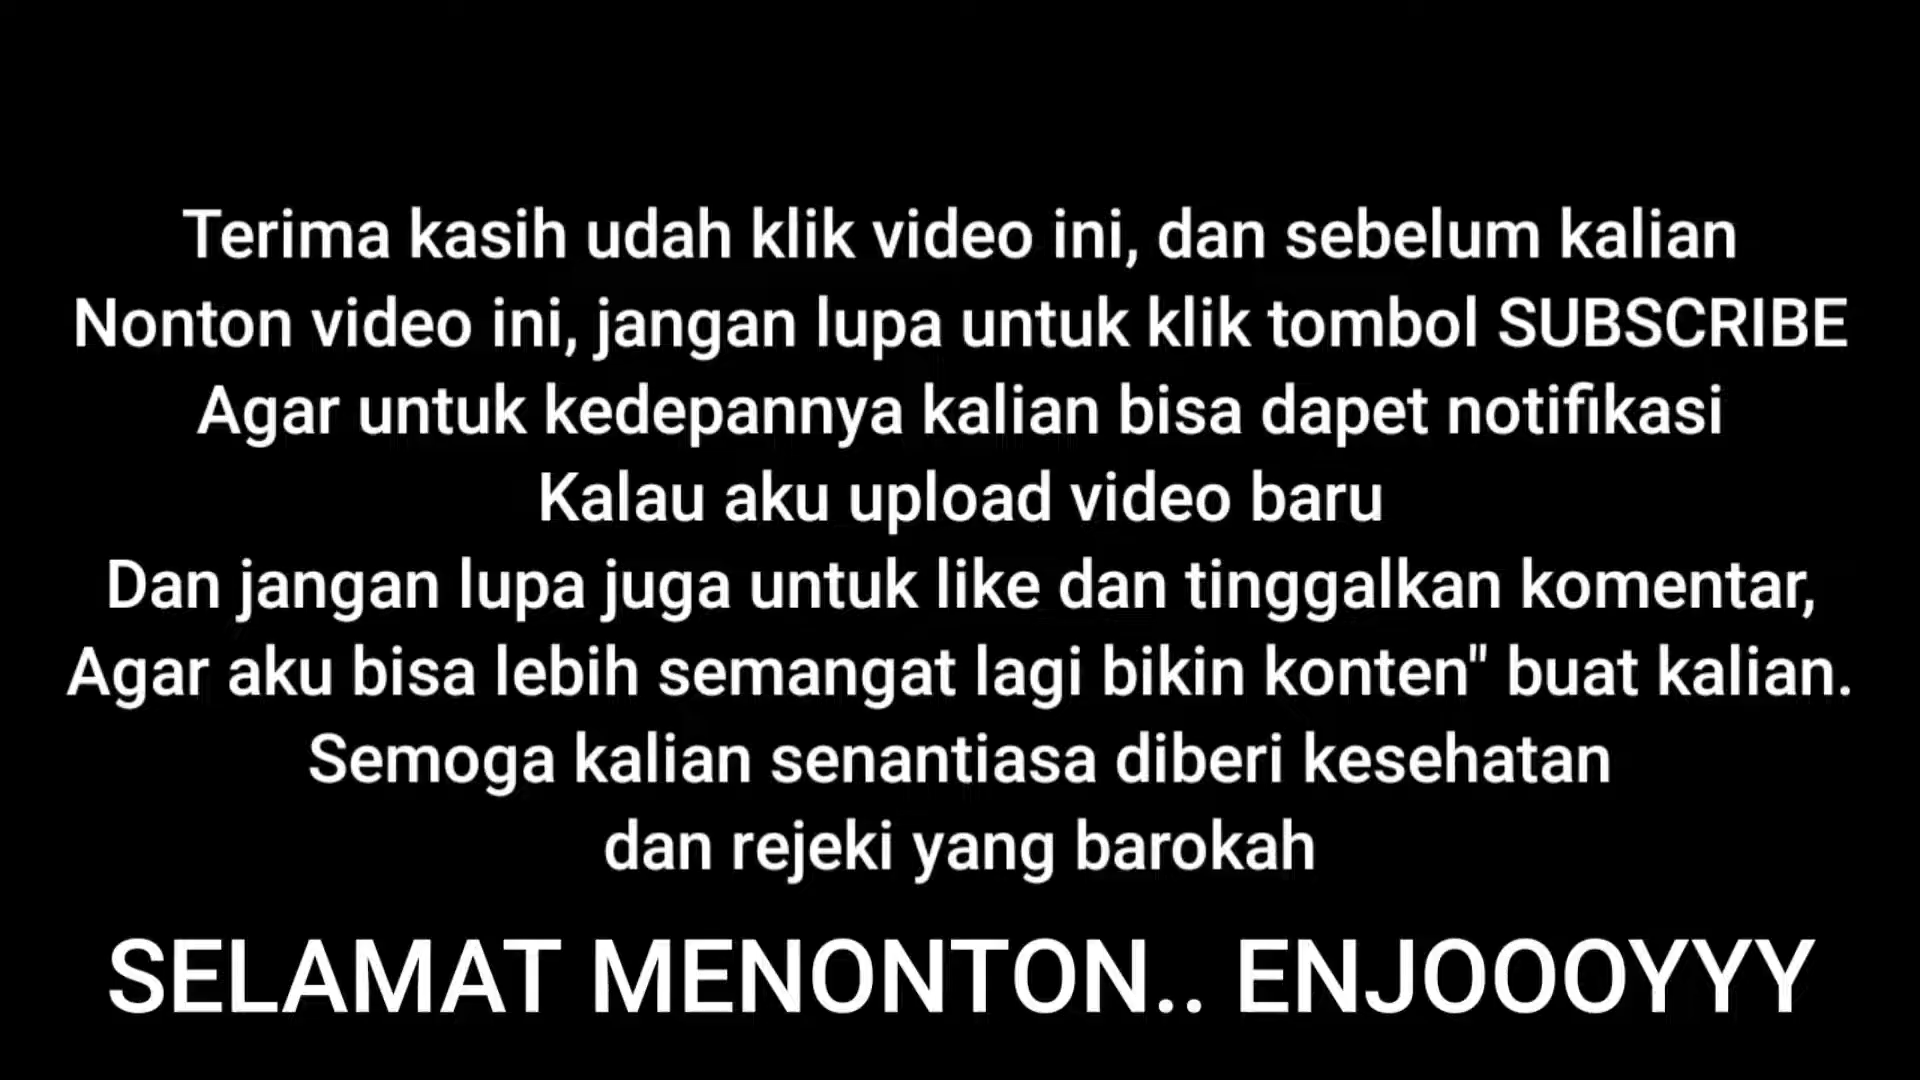 Terima kasih udah klik video ini, dan sebelum kalian
Nonton video ini, jangan lupa untuk klik tombol SUBSCRIBE
Agar untuk kedepannya kalian bisa dapet notifikasi
Kalau aku upload video baru
Dan jangan lupa juga untuk like dan tinggalkan komentar,
Agar aku bisa lebih semangat lagi bikin konten" buat kalian.
Semoga kalian senantiasa diberi kesehatan
dan rejeki yang barokah
SELAMAT MENONTON.. ENJOOOYYY